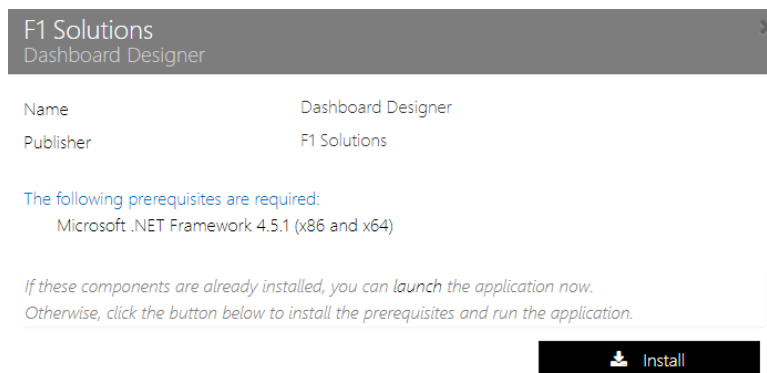 F1 Solutions
Dashboard Designer
Name Dashboard Designer
Publisher F1 Solutions
The following prerequisites are required:
Microsoft .NET Framework 4.5.1 (x86 and x64)
If these components are already installed, you can launch the application now.
Otherwise, click the button below to install the prerequisites and run the application.
Install